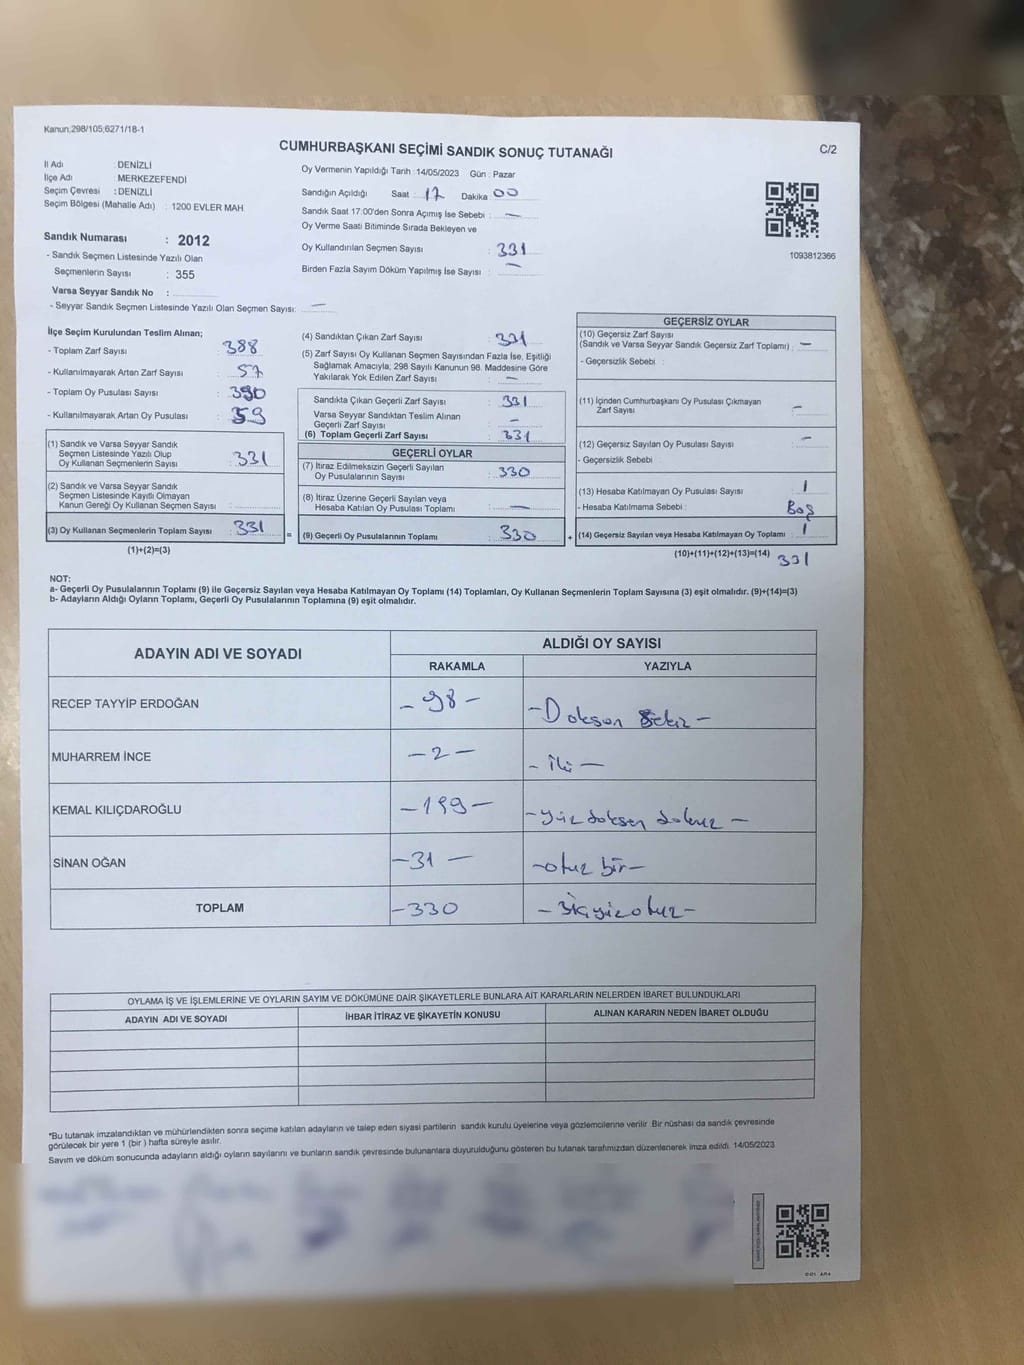 Kanun;298/105;6271/18-1
CUMHURBAŞKANI SEÇİMİ SANDIK SONUÇ TUTANAĞI
C/2
İl Adı : DENİZLİ
İlçe Adı : MERKEZEFENDİ
Seçim Çevresi : DENİZLİ
Seçim Bölgesi (Mahalle Adı) : 1200 EVLER MAH
Oy Vermenin Yapıldığı Tarih : 14/05/2023 Gün : Pazar
Sandığın Açıldığı Saat : 17 Dakika : 00
Sandık Saat 17:00'den Sonra Açımış İse Sebebi : —
Oy Verme Saati Bitiminde Sırada Bekleyen ve
Oy Kullandırılan Seçmen Sayısı : 331
Birden Fazla Sayım Döküm Yapılmış İse Sayısı : —
1093812366
Sandık Numarası : 2012
- Sandık Seçmen Listesinde Yazılı Olan
Seçmenlerin Sayısı : 355
Varsa Seyyar Sandık No :
- Seyyar Sandık Seçmen Listesinde Yazılı Olan Seçmen Sayısı: —
İlçe Seçim Kurulundan Teslim Alınan;
- Toplam Zarf Sayısı : 388
- Kullanılmayarak Artan Zarf Sayısı : 57
- Toplam Oy Pusulası Sayısı : 390
- Kullanılmayarak Artan Oy Pusulası : 59
(1) Sandık ve Varsa Seyyar Sandık
Seçmen Listesinde Yazılı Olup
Oy Kullanan Seçmenlerin Sayısı : 331
(2) Sandık ve Varsa Seyyar Sandık
Seçmen Listesinde Kayıtlı Olmayan
Kanun Gereği Oy Kullanan Seçmen Sayısı :
(3) Oy Kullanan Seçmenlerin Toplam Sayısı : 331
(1)+(2)=(3)
=
(4) Sandıktan Çıkan Zarf Sayısı : 331
(5) Zarf Sayısı Oy Kullanan Seçmen Sayısından Fazla İse, Eşitliği
Sağlamak Amacıyla; 298 Sayılı Kanunun 98. Maddesine Göre
Yakılarak Yok Edilen Zarf Sayısı : —
Sandıkta Çıkan Geçerli Zarf Sayısı : 331
Varsa Seyyar Sandıktan Teslim Alınan
Geçerli Zarf Sayısı : —
(6) Toplam Geçerli Zarf Sayısı : 331
GEÇERLİ OYLAR
(7) İtiraz Edilmeksizin Geçerli Sayılan
Oy Pusulalarının Sayısı : 330
(8) İtiraz Üzerine Geçerli Sayılan veya
Hesaba Katılan Oy Pusulası Toplamı : —
(9) Geçerli Oy Pusulalarının Toplamı : 330
+
GEÇERSİZ OYLAR
(10) Geçersiz Zarf Sayısı
(Sandık ve Varsa Seyyar Sandık Geçersiz Zarf Toplamı) : —
- Geçersizlik Sebebi :
(11) İçinden Cumhurbaşkanı Oy Pusulası Çıkmayan
Zarf Sayısı : —
(12) Geçersiz Sayılan Oy Pusulası Sayısı : —
- Geçersizlik Sebebi :
(13) Hesaba Katılmayan Oy Pusulası Sayısı : 1
- Hesaba Katılmama Sebebi : Boş
(14) Geçersiz Sayılan veya Hesaba Katılmayan Oy Toplamı : 1
(10)+(11)+(12)+(13)=(14) 331
NOT:
a- Geçerli Oy Pusulalarının Toplamı (9) ile Geçersiz Sayılan veya Hesaba Katılmayan Oy Toplamı (14) Toplamları, Oy Kullanan Seçmenlerin Toplam Sayısına (3) eşit olmalıdır. (9)+(14)=(3)
b- Adayların Aldığı Oyların Toplamı, Geçerli Oy Pusulalarının Toplamına (9) eşit olmalıdır.
ADAYIN ADI VE SOYADI
ALDIĞI OY SAYISI
RAKAMLA YAZIYLA
RECEP TAYYİP ERDOĞAN - 98 - - Doksan sekiz -
MUHARREM İNCE - 2 - - İki -
KEMAL KILIÇDAROĞLU - 199 - - yüz doksan dokuz -
SİNAN OĞAN - 31 - - otuz bir -
TOPLAM - 330 - üçyüzotuz -
OYLAMA İŞ VE İŞLEMLERİNE VE OYLARIN SAYIM VE DÖKÜMÜNE DAİR ŞİKAYETLERLE BUNLARA AİT KARARLARIN NELERDEN İBARET BULUNDUKLARI
ADAYIN ADI VE SOYADI İHBAR İTİRAZ VE ŞİKAYETİN KONUSU ALINAN KARARIN NEDEN İBARET OLDUĞU
*Bu tutanak imzalandıktan ve mühürlendikten sonra seçime katılan adayların ve talep eden siyasi partilerin sandık kurulu üyelerine veya gözlemcilerine verilir. Bir nüshası da sandık çevresinde
görülecek bir yere 1 (bir ) hafta süreyle asılır.
Sayım ve döküm sonucunda adayların aldığı oyların sayılarını ve bunların sandık çevresinde bulunanlara duyurulduğunu gösteren bu tutanak tarafımızdan düzenlenerek imza edildi. 14/05/2023